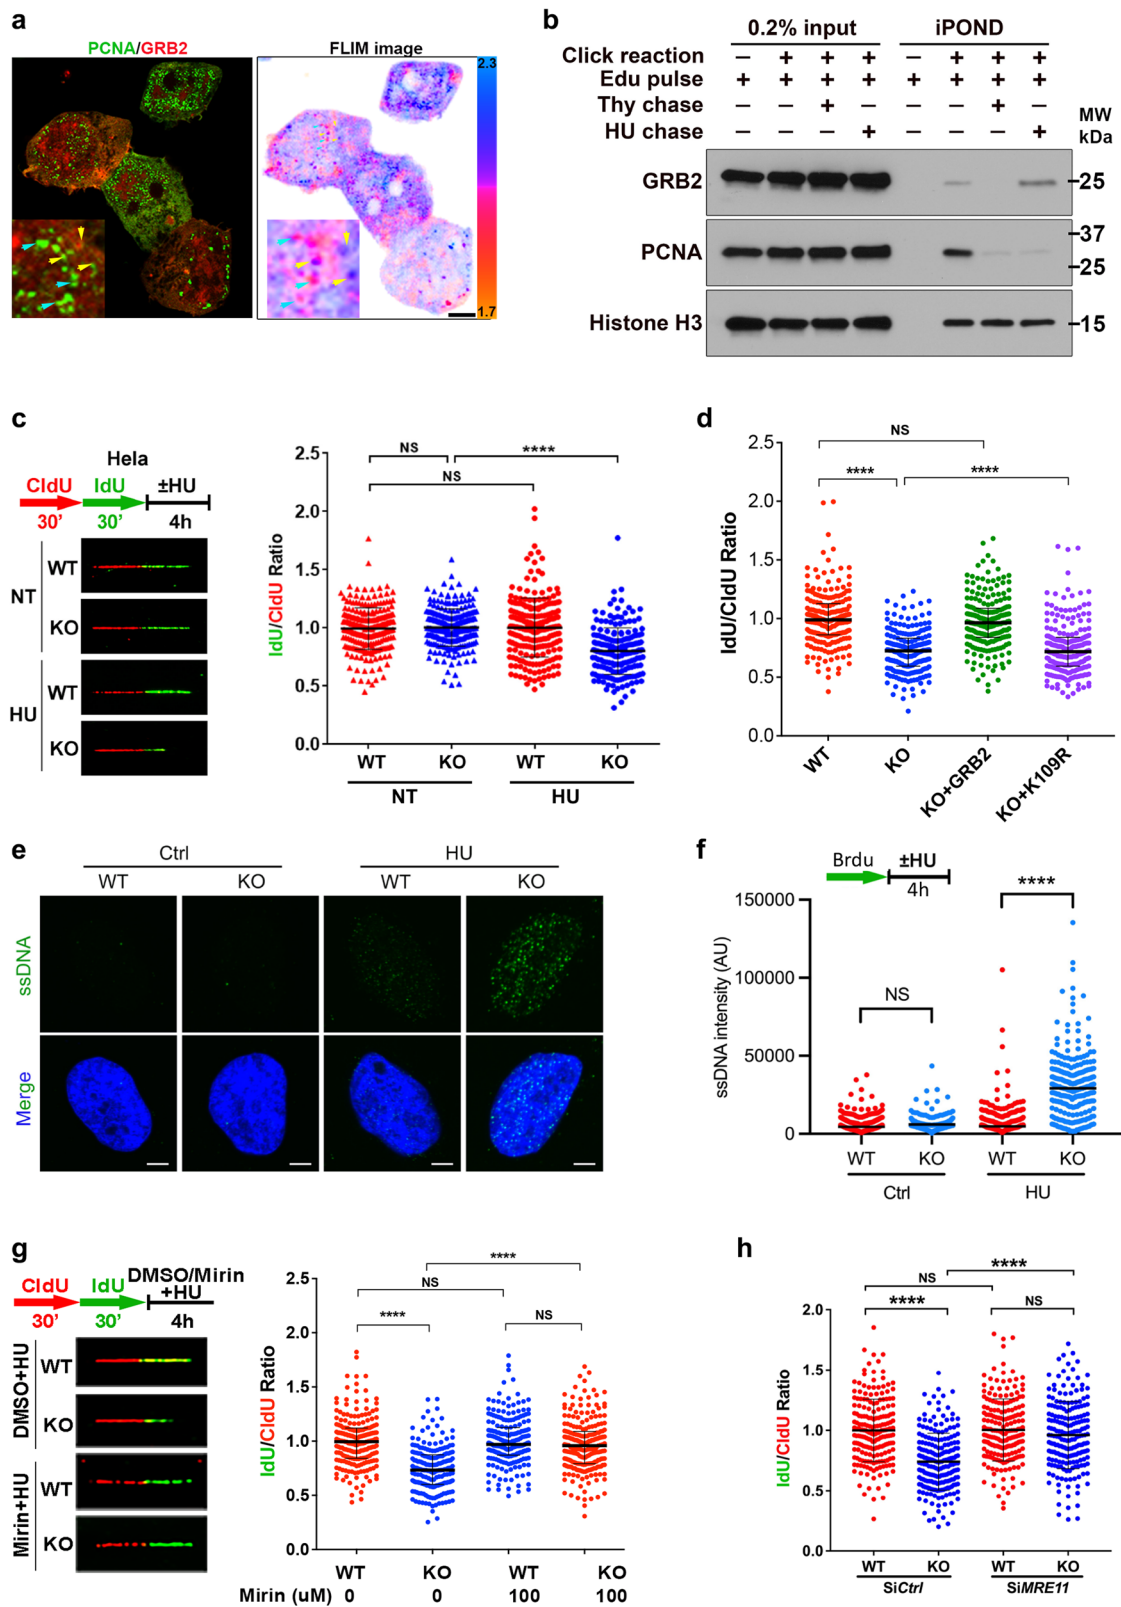 a
PCNA/GRB2
FLIM image
2.3
1.7
b
0.2% input
iPOND
Click reaction − + + + − + + +
Edu pulse + + + + + + + +
Thy chase − − + − − − + −
HU chase − − − + − − − +
MW
kDa
GRB2
25
PCNA
37
25
Histone H3
15
c
Hela
CldU IdU ±HU
30' 30' 4h
NT
WT
KO
HU
WT
KO
IdU/CldU Ratio
2.5
2.0
1.5
1.0
0.5
0.0
NS
****
NS
WT KO WT KO
NT HU
d
IdU/CldU Ratio
2.5
2.0
1.5
1.0
0.5
0.0
NS
**** ****
WT
KO
KO+GRB2
KO+K109R
e
Ctrl HU
WT KO WT KO
ssDNA
Merge
f
Brdu ±HU
4h
ssDNA intensity (AU)
150000
100000
50000
0
NS
****
WT KO WT KO
Ctrl HU
g
CldU IdU DMSO/Mirin
+HU
30' 30' 4h
DMSO+HU
WT
KO
Mirin+HU
WT
KO
IdU/CldU Ratio
2.5
2.0
1.5
1.0
0.5
0.0
****
NS
**** NS
WT KO WT KO
Mirin (uM) 0 0 100 100
h
IdU/CldU Ratio
2.0
1.5
1.0
0.5
0.0
****
NS
**** NS
WT KO WT KO
SiCtrl SiMRE11